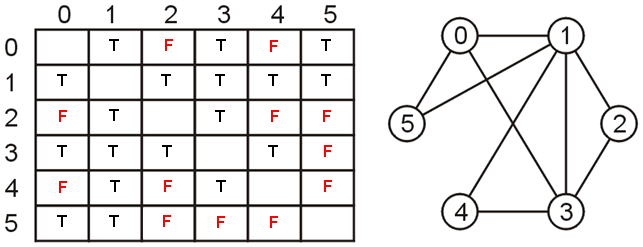 0 1 2 3 4 5
0 T F T F T
1 T T T T T
2 F T T F F
3 T T T T F
4 F T F T F
5 T T F F F
0 1
5 2
4 3